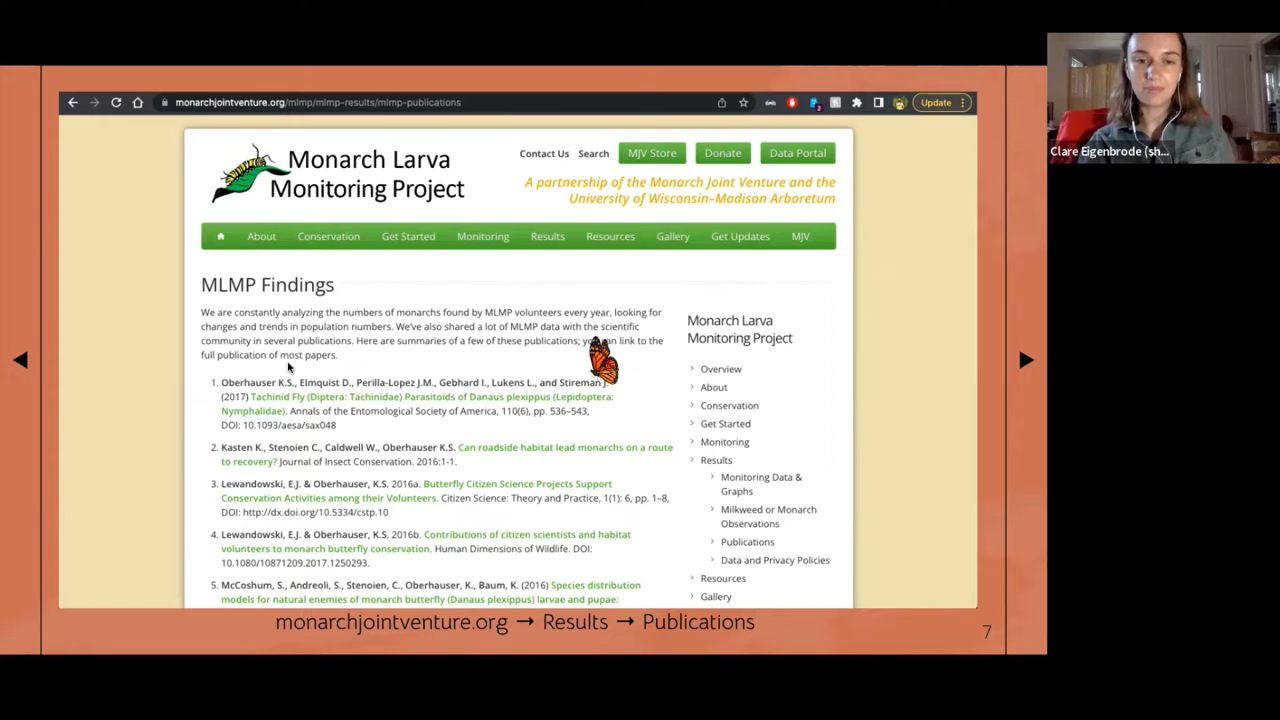 monarchjointventure.org/mlmp/mlmp-results/mlmp-publications
Update
2
Monarch Larva
Monitoring Project
Contact Us
Search
MJV Store
Donate
Data Portal
A partnership of the Monarch Joint Venture and the
University of Wisconsin–Madison Arboretum
About
Conservation
Get Started
Monitoring
Results
Resources
Gallery
Get Updates
MJV
MLMP Findings
We are constantly analyzing the numbers of monarchs found by MLMP volunteers every year, looking for
changes and trends in population numbers. We've also shared a lot of MLMP data with the scientific
community in several publications. Here are summaries of a few of these publications; you can link to the
full publication of most papers.
1. Oberhauser K.S., Elmquist D., Perilla-Lopez J.M., Gebhard I., Lukens L., and Stireman J.
(2017) Tachinid Fly (Diptera: Tachinidae) Parasitoids of Danaus plexippus (Lepidoptera:
Nymphalidae). Annals of the Entomological Society of America, 110(6), pp. 536–543,
DOI: 10.1093/aesa/sax048
2. Kasten K., Stenoien C., Caldwell W., Oberhauser K.S. Can roadside habitat lead monarchs on a route
to recovery? Journal of Insect Conservation. 2016:1-1.
3. Lewandowski, E.J. & Oberhauser, K.S. 2016a. Butterfly Citizen Science Projects Support
Conservation Activities among their Volunteers. Citizen Science: Theory and Practice, 1(1): 6, pp. 1–8,
DOI: http://dx.doi.org/10.5334/cstp.10
4. Lewandowski, E.J. & Oberhauser, K.S. 2016b. Contributions of citizen scientists and habitat
volunteers to monarch butterfly conservation. Human Dimensions of Wildlife. DOI:
10.1080/10871209.2017.1250293.
5. McCoshum, S., Andreoli, S., Stenoien, C., Oberhauser, K., Baum, K. (2016) Species distribution
models for natural enemies of monarch butterfly (Danaus plexippus) larvae and pupae:
Monarch Larva
Monitoring Project
Overview
About
Conservation
Get Started
Monitoring
Results
Monitoring Data &
Graphs
Milkweed or Monarch
Observations
Publications
Data and Privacy Policies
Resources
Gallery
monarchjointventure.org → Results → Publications
7
Clare Eigenbrode (sh...